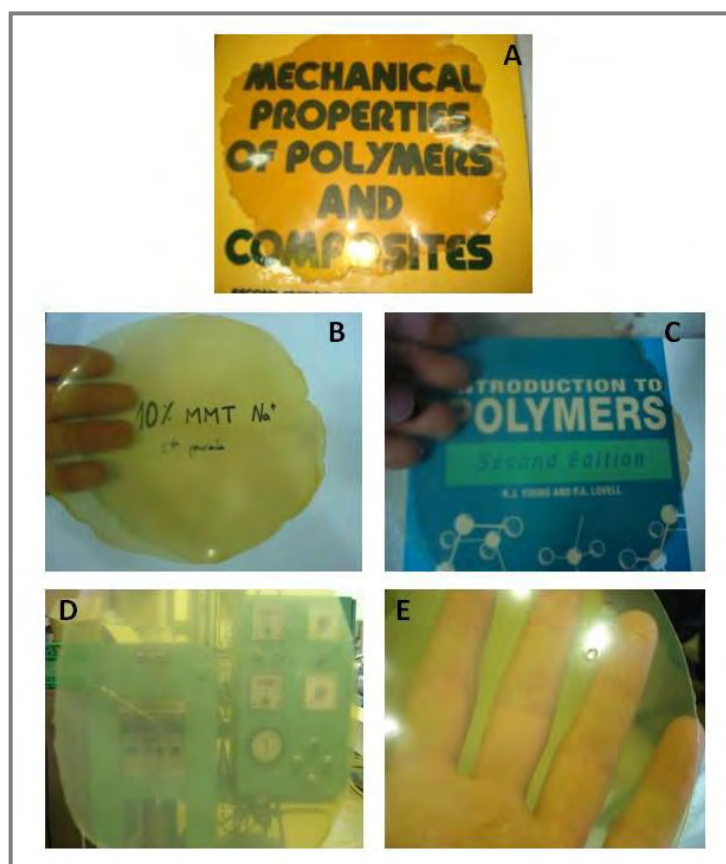 A
MECHANICAL
PROPERTIES
OF POLYMERS
AND
COMPOSITES
B
10% MMT Na⁺
C
INTRODUCTION TO
POLYMERS
Second Edition
R.J. YOUNG AND P.A. LOVELL
D
E